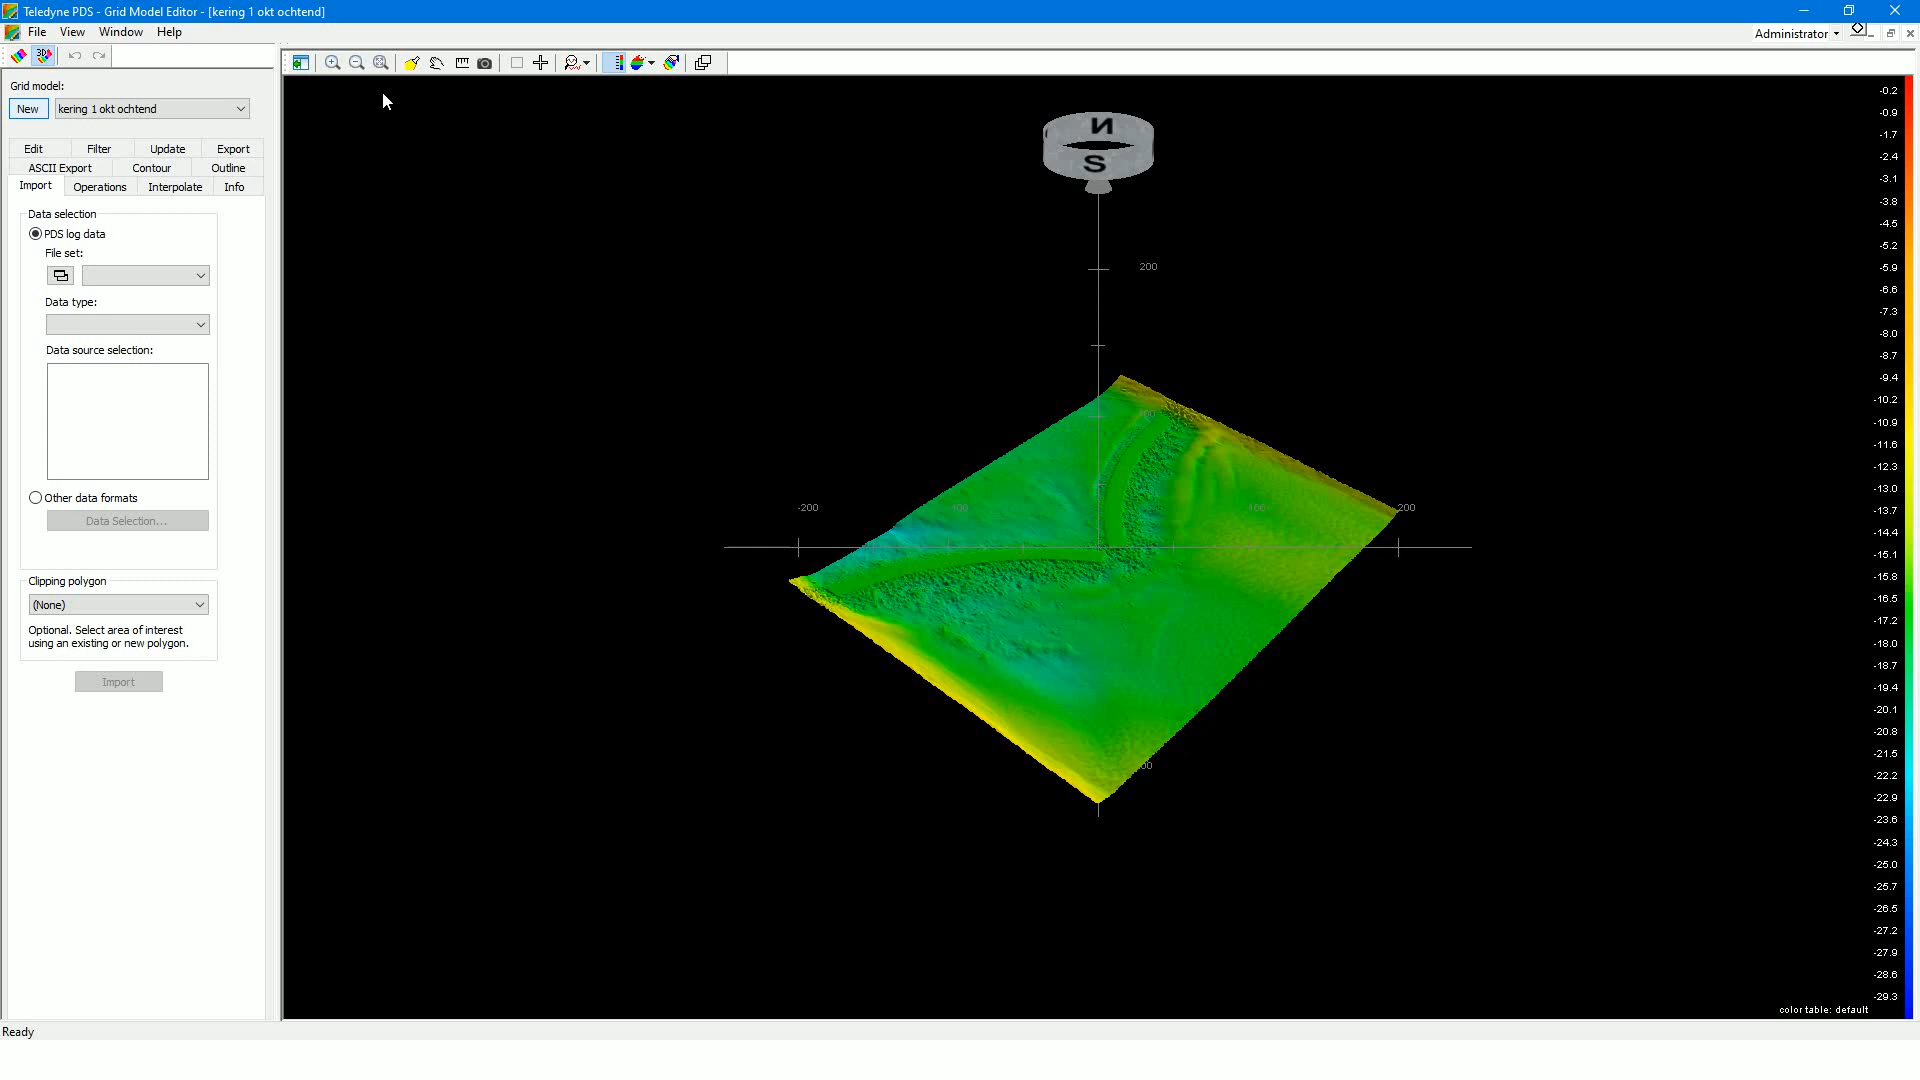 Teledyne PDS - Grid Model Editor - [kering 1 okt ochtend]
File View Window Help
Administrator
3D
Grid model:
New kering 1 okt ochtend
Edit Filter Update Export
ASCII Export Contour Outline
Import Operations Interpolate Info
Data selection
PDS log data
File set:
Data type:
Data source selection:
Other data formats
Data Selection...
Clipping polygon
(None)
Optional. Select area of interest
using an existing or new polygon.
Import
Ready
N
S
200
-200
200
-0.2
-0.9
-1.7
-2.4
-3.1
-3.8
-4.5
-5.2
-5.9
-6.6
-7.3
-8.0
-8.7
-9.4
-10.2
-10.9
-11.6
-12.3
-13.0
-13.7
-14.4
-15.1
-15.8
-16.5
-17.2
-18.0
-18.7
-19.4
-20.1
-20.8
-21.5
-22.2
-22.9
-23.6
-24.3
-25.0
-25.7
-26.5
-27.2
-27.9
-28.6
-29.3
color table: default